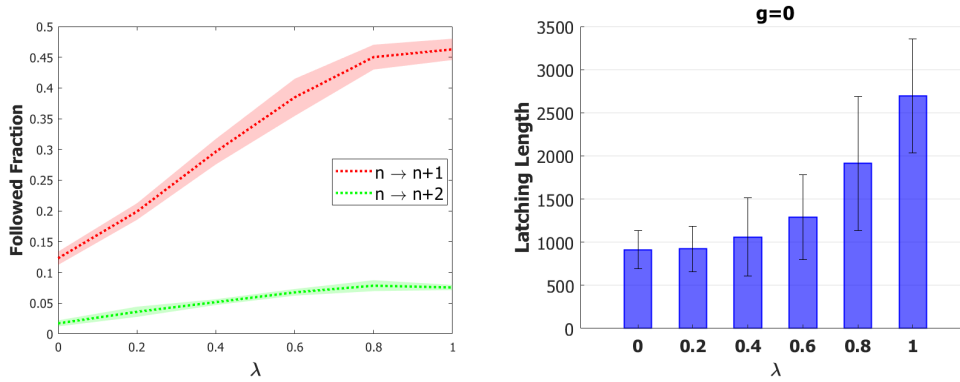 0.5
0.45
0.4
0.35
0.3
0.25
0.2
0.15
0.1
0.05
0
Followed Fraction
0 0.2 0.4 0.6 0.8 1
λ
n → n+1
n → n+2
g=0
3500
3000
2500
2000
1500
1000
500
0
Latching Length
0 0.2 0.4 0.6 0.8 1
λ